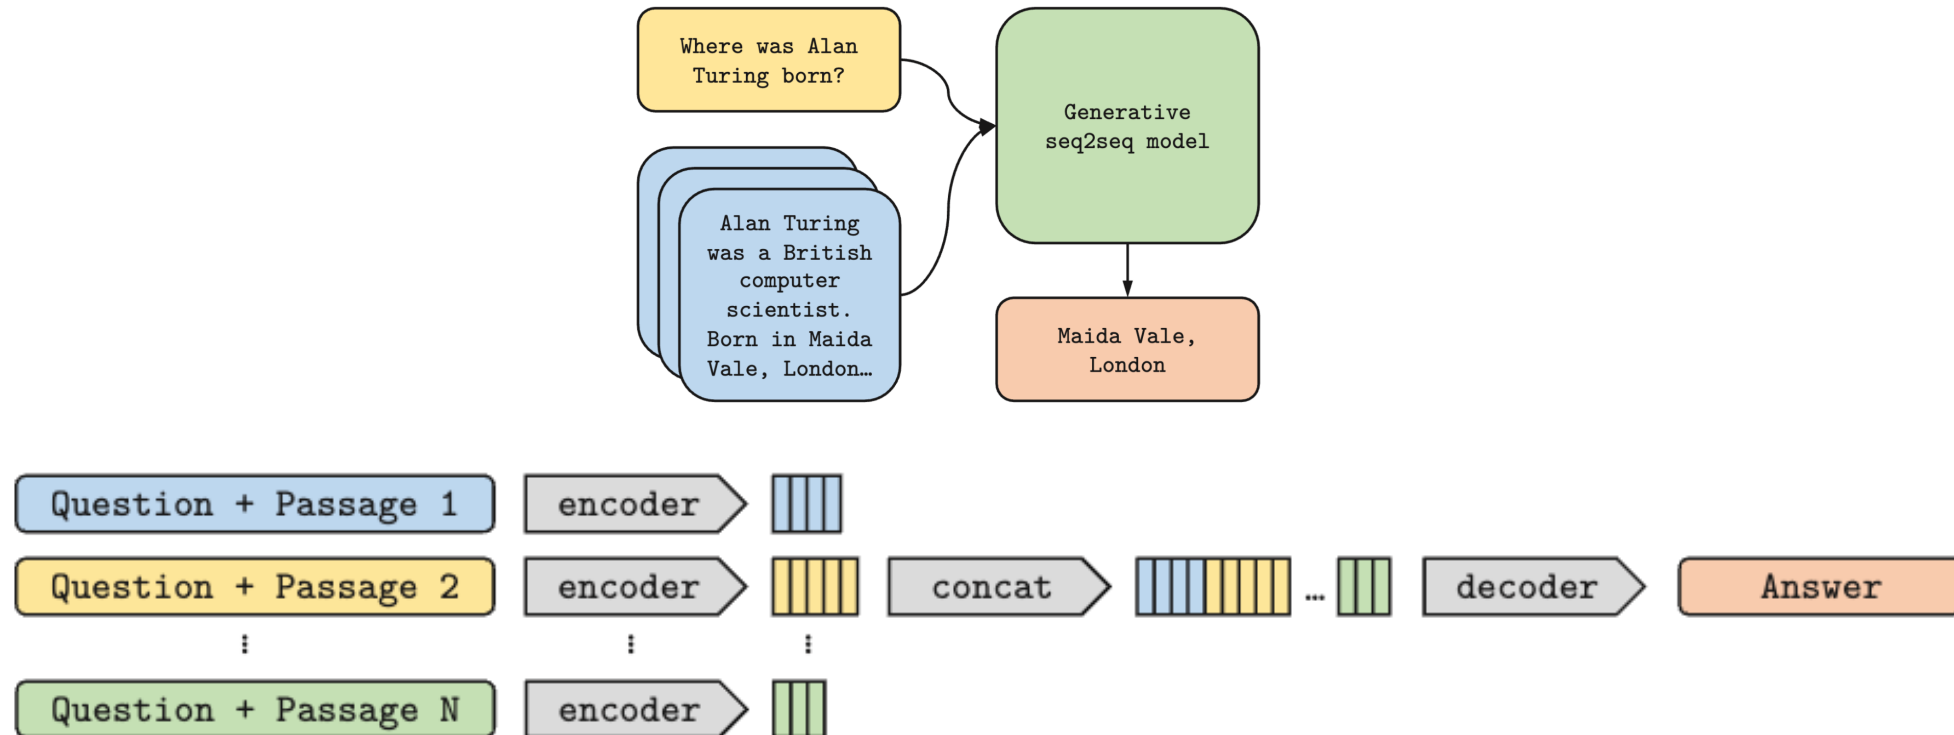 Where was Alan
Turing born?
Generative
seq2seq model
Alan Turing
was a British
computer
scientist.
Born in Maida
Vale, London…
Maida Vale,
London
Question + Passage 1
encoder
Question + Passage 2
encoder
concat
…
decoder
Answer
Question + Passage N
encoder